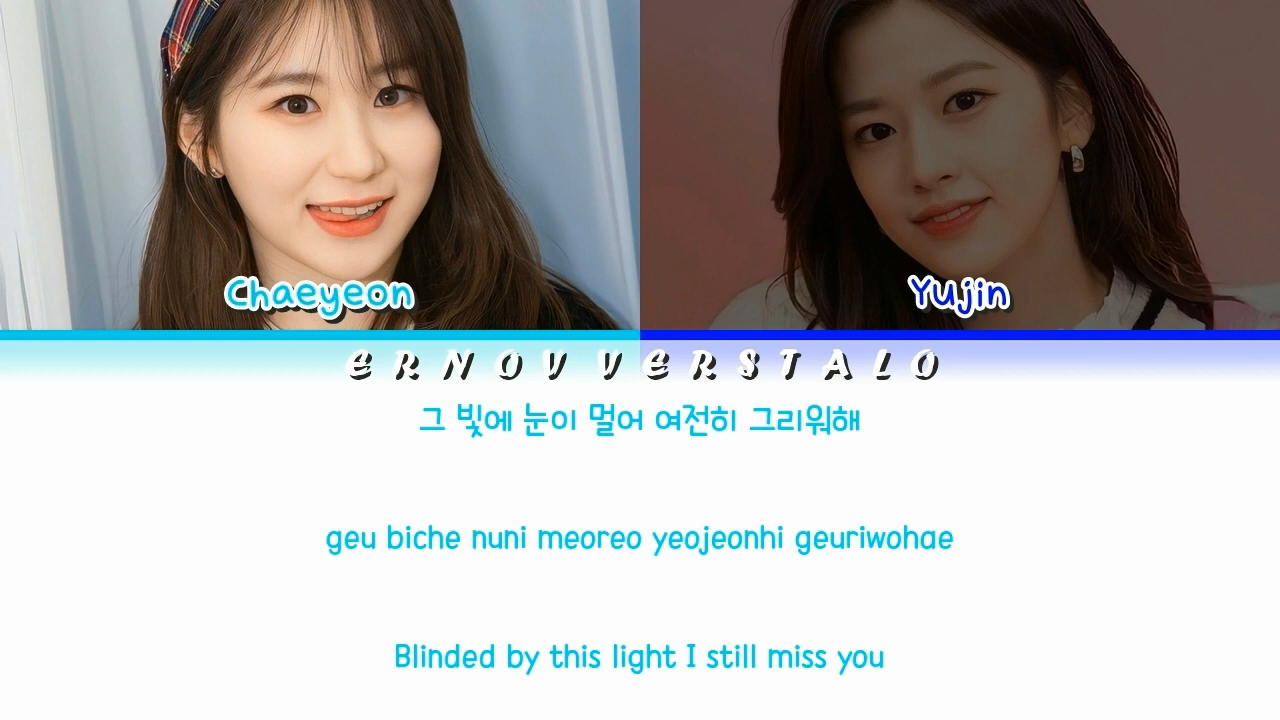 Chaeyeon
Yujin
ERNOV VERSTALO
그 빛에 눈이 멀어 여전히 그리워해
geu biche nuni meoreo yeojeonhi geuriwohae
Blinded by this light I still miss you